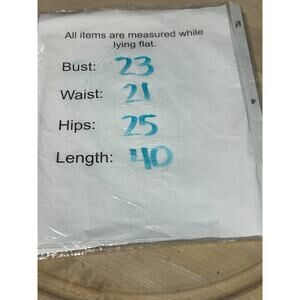 All items are measured while
lying flat.
Bust: 23
Waist: 21
Hips: 25
Length: 40